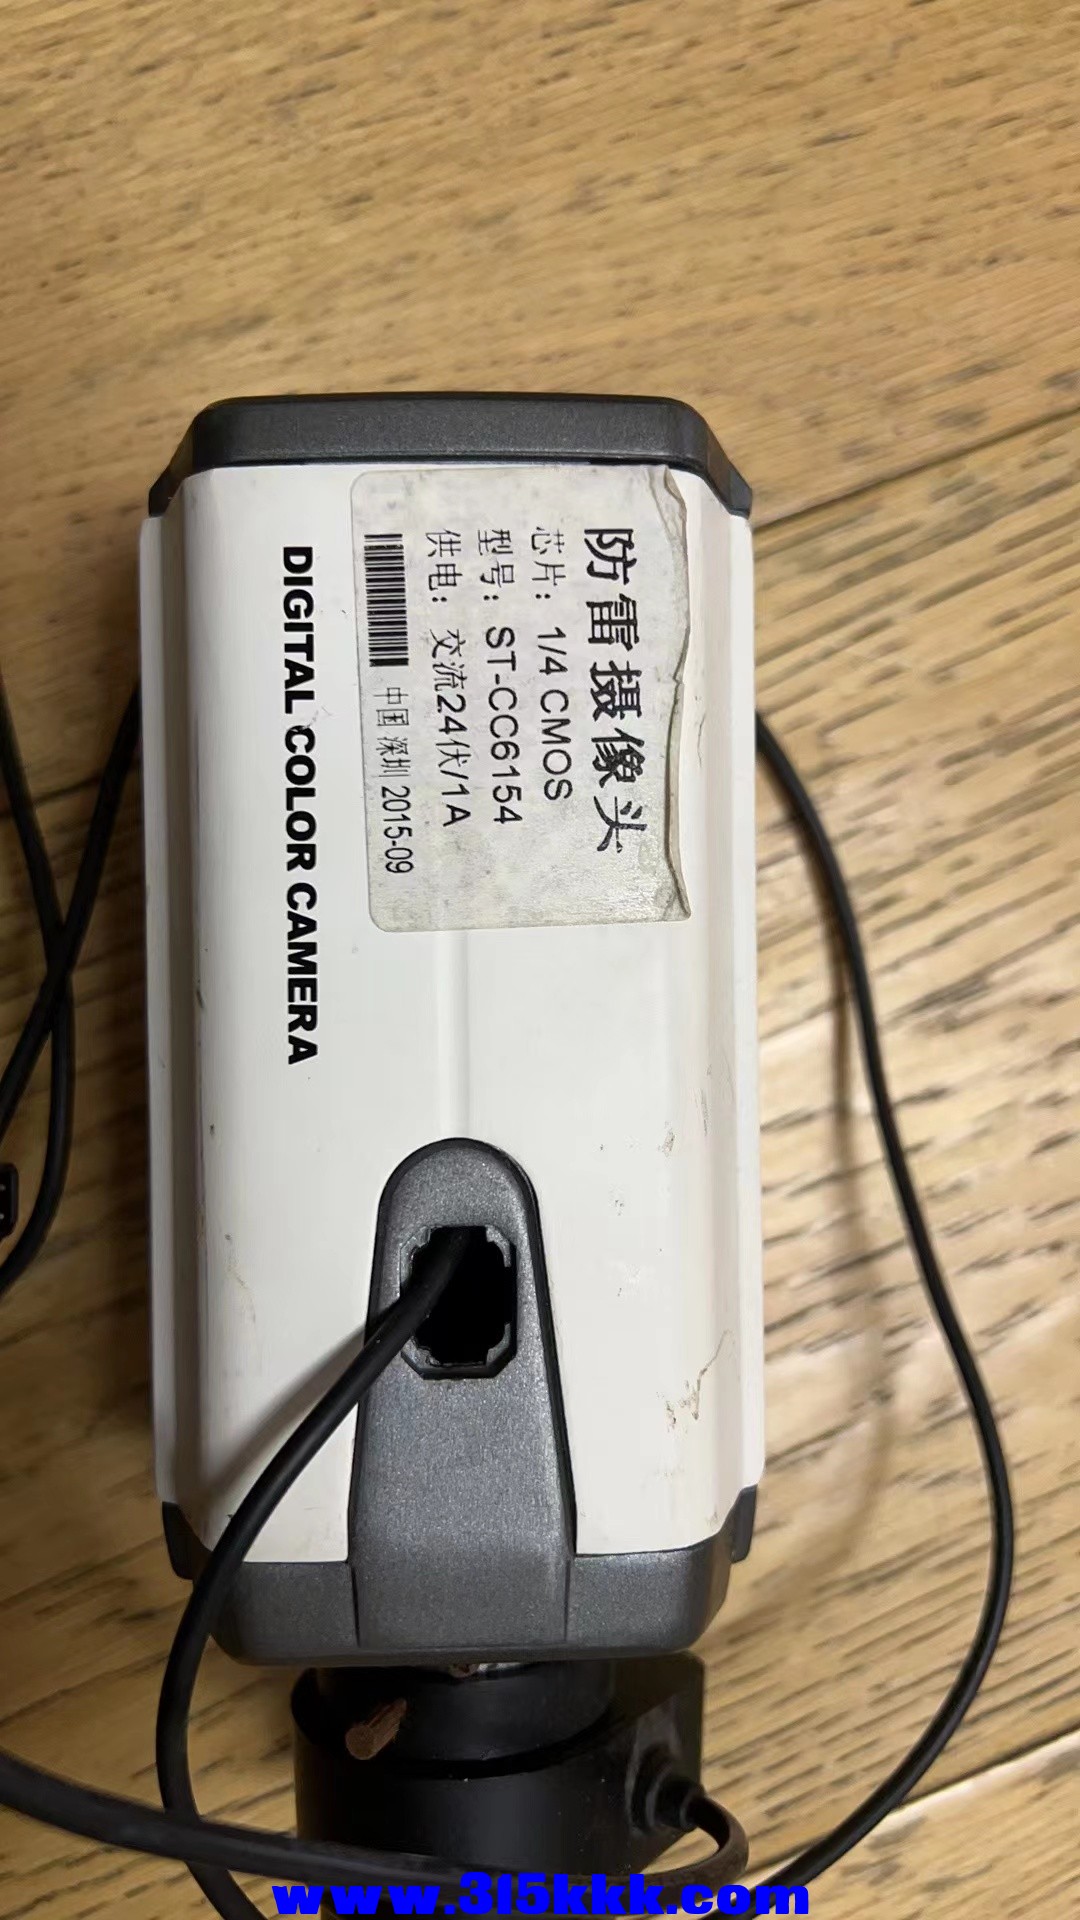 防雷摄像头
芯片: 1/4 CMOS
型号: ST-CC6154
供电: 交流24伏/1A
中国 深圳 2015-09
DIGITAL COLOR CAMERA
www.315kkk.com